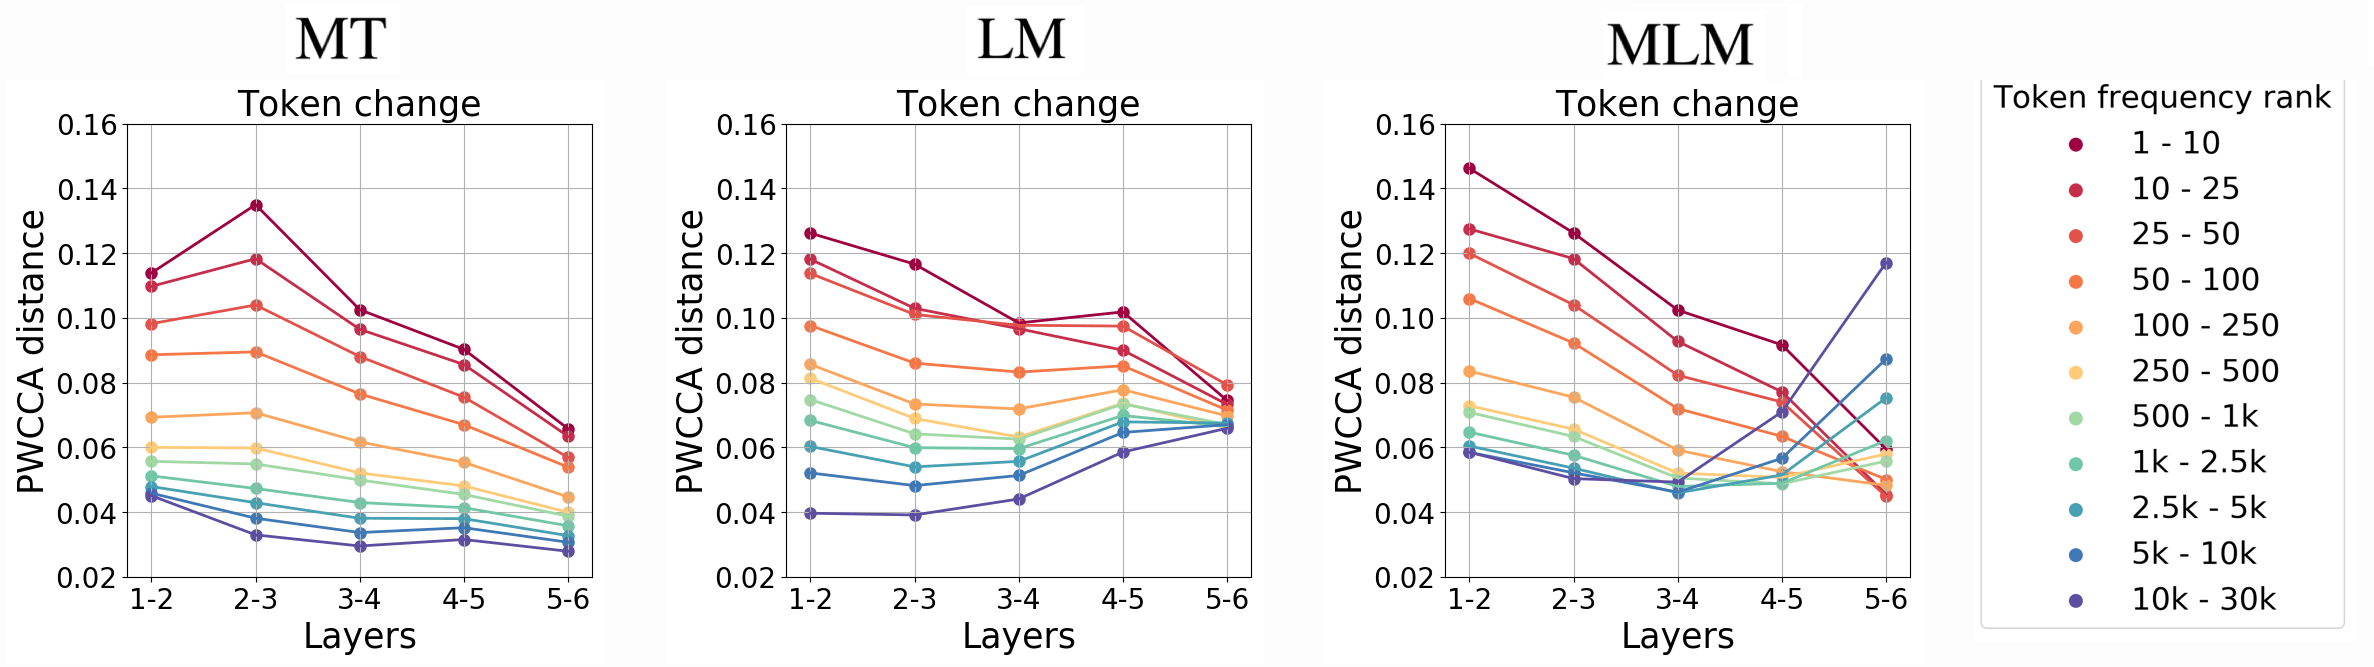 MT
LM
MLM
Token change
0.16
0.14
0.12
0.10
0.08
0.06
0.04
0.02
PWCCA distance
1-2
2-3
3-4
4-5
5-6
Layers
Token change
0.16
0.14
0.12
0.10
0.08
0.06
0.04
0.02
PWCCA distance
1-2
2-3
3-4
4-5
5-6
Layers
Token change
0.16
0.14
0.12
0.10
0.08
0.06
0.04
0.02
PWCCA distance
1-2
2-3
3-4
4-5
5-6
Layers
Token frequency rank
1 - 10
10 - 25
25 - 50
50 - 100
100 - 250
250 - 500
500 - 1k
1k - 2.5k
2.5k - 5k
5k - 10k
10k - 30k